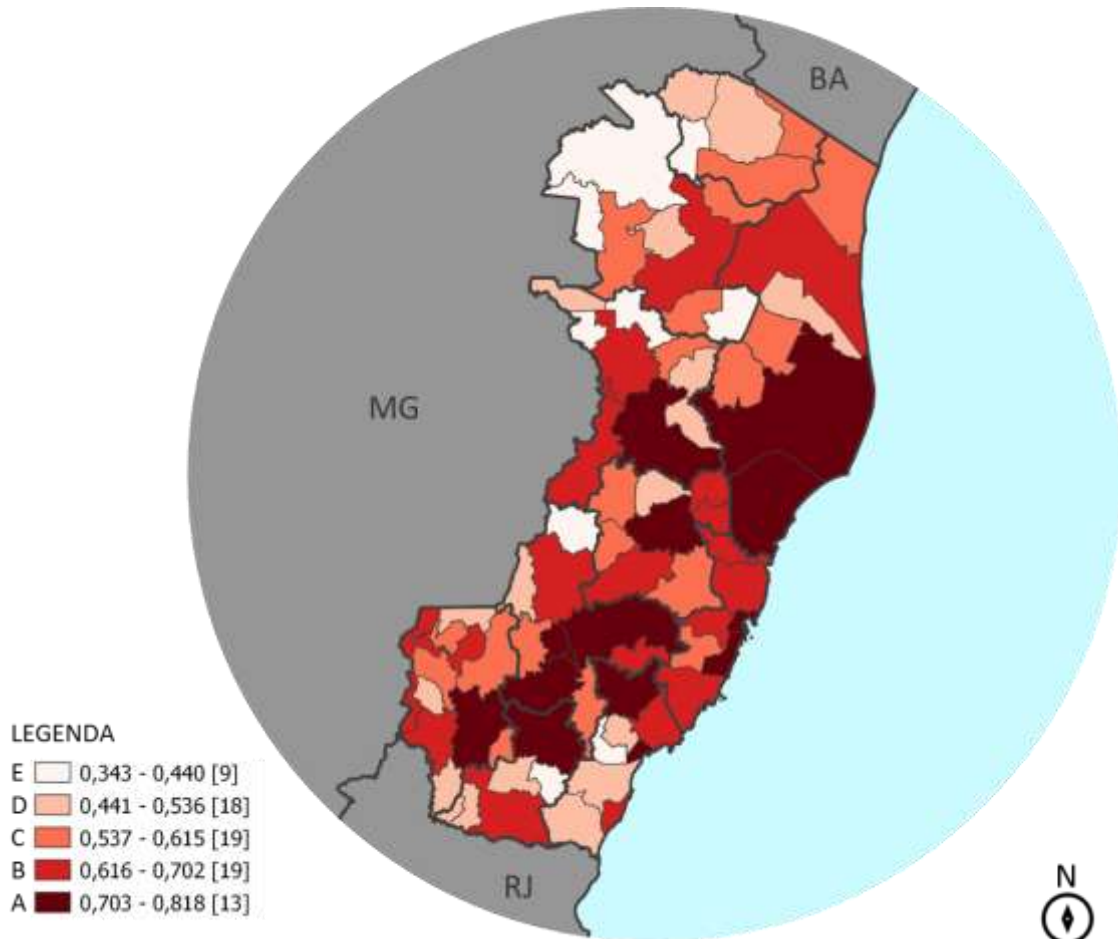 BA
MG
LEGENDA
E 0,343 - 0,440 [9]
D 0,441 - 0,536 [18]
C 0,537 - 0,615 [19]
B 0,616 - 0,702 [19]
A 0,703 - 0,818 [13]
RJ
N